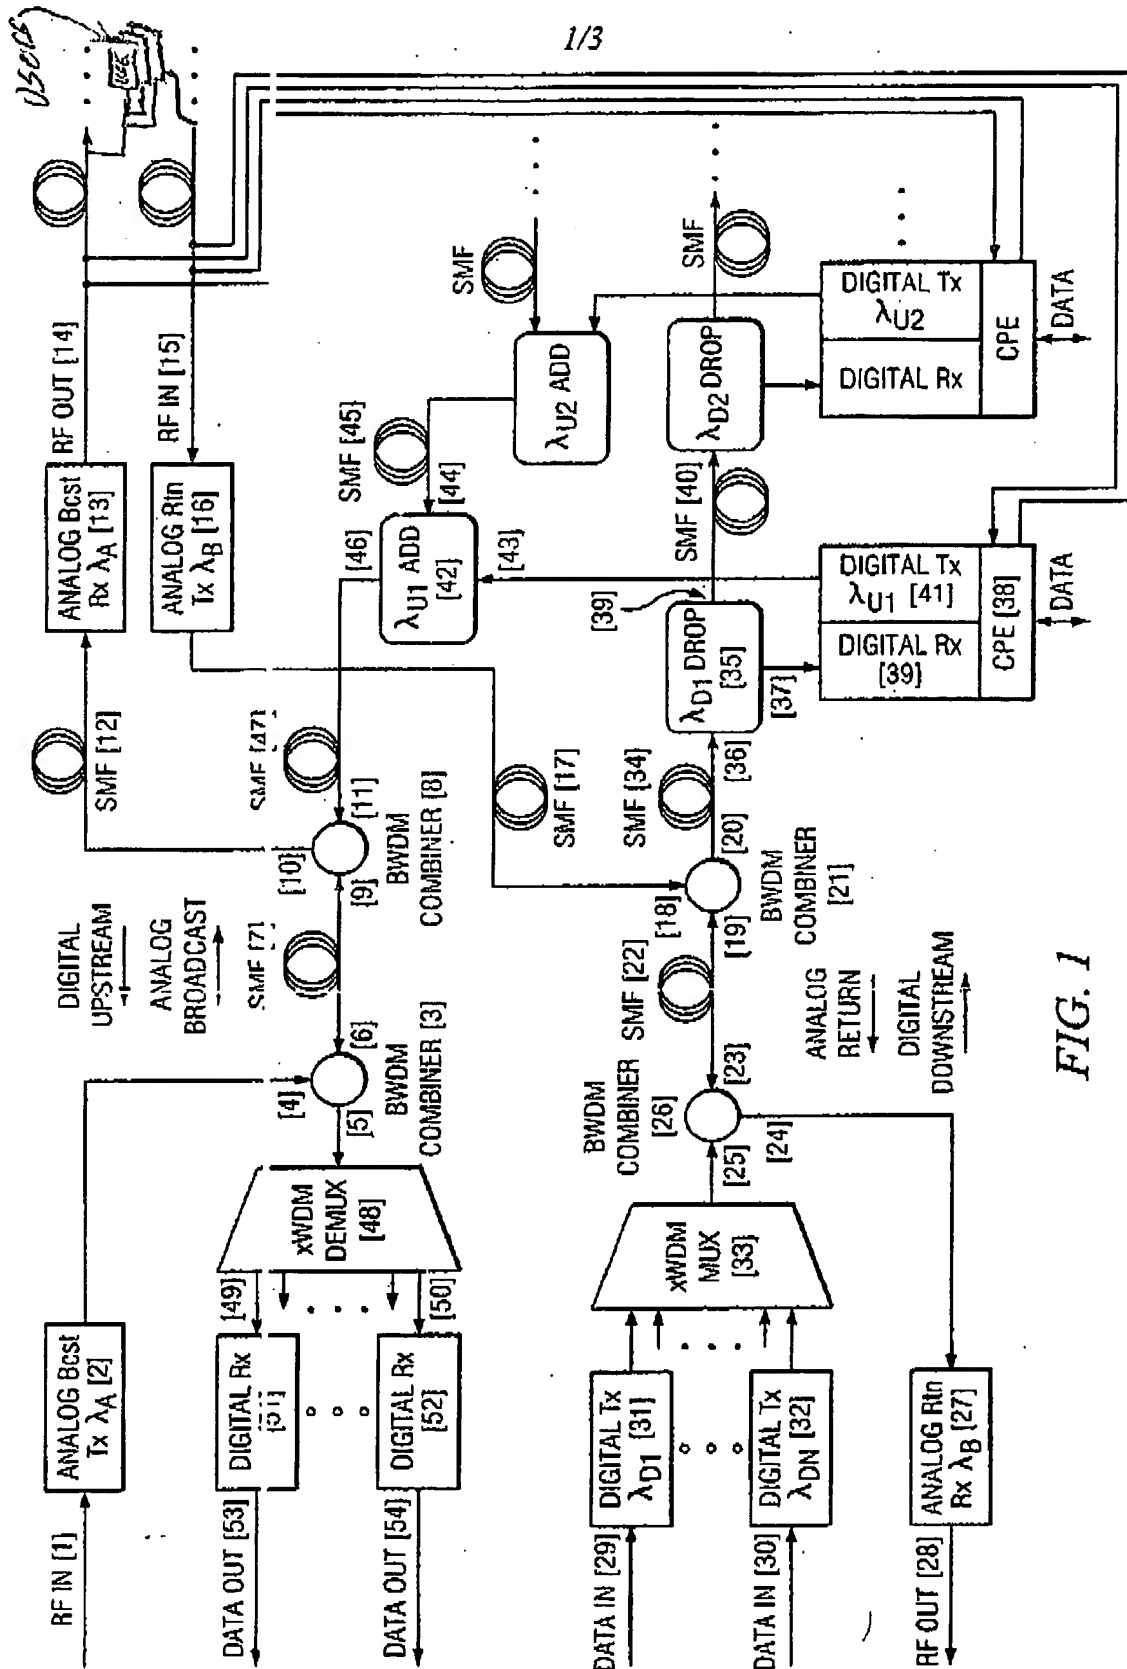 1/3
USERS
RF IN [1]
ANALOG Bcst
Tx λA [2]
[4]
DIGITAL
UPSTREAM
ANALOG
BROADCAST
SMF [12]
ANALOG Bcst
Rx λA [13]
RF OUT [14]
ANALOG Rtn
Tx λB [16]
RF IN [15]
DATA OUT [53]
DIGITAL Rx
[51]
[49]
xWDM
DEMUX
[48]
[5]
[6]
BWDM
COMBINER [3]
SMF [7]
[9]
[10]
[11]
BWDM
COMBINER [8]
SMF [47]
[46]
λU1 ADD
[42]
[43]
[44]
SMF [45]
λU2 ADD
SMF
DATA OUT [54]
DIGITAL Rx
[52]
[50]
SMF [17]
DATA IN [29]
DIGITAL Tx
λD1 [31]
DATA IN [30]
DIGITAL Tx
λDN [32]
xWDM
MUX
[33]
[25]
[24]
BWDM
COMBINER
[26]
[23]
SMF [22]
[18]
[19]
[20]
BWDM
COMBINER
[21]
SMF [34]
[36]
λD1 DROP
[35]
[37]
[39]
SMF [40]
λD2 DROP
SMF
DIGITAL Rx
[39]
DIGITAL Tx
λU1 [41]
CPE [38]
DATA
DIGITAL Rx
DIGITAL Tx
λU2
CPE
DATA
ANALOG
RETURN
DIGITAL
DOWNSTREAM
RF OUT [28]
ANALOG Rtn
Rx λB [27]
FIG. 1